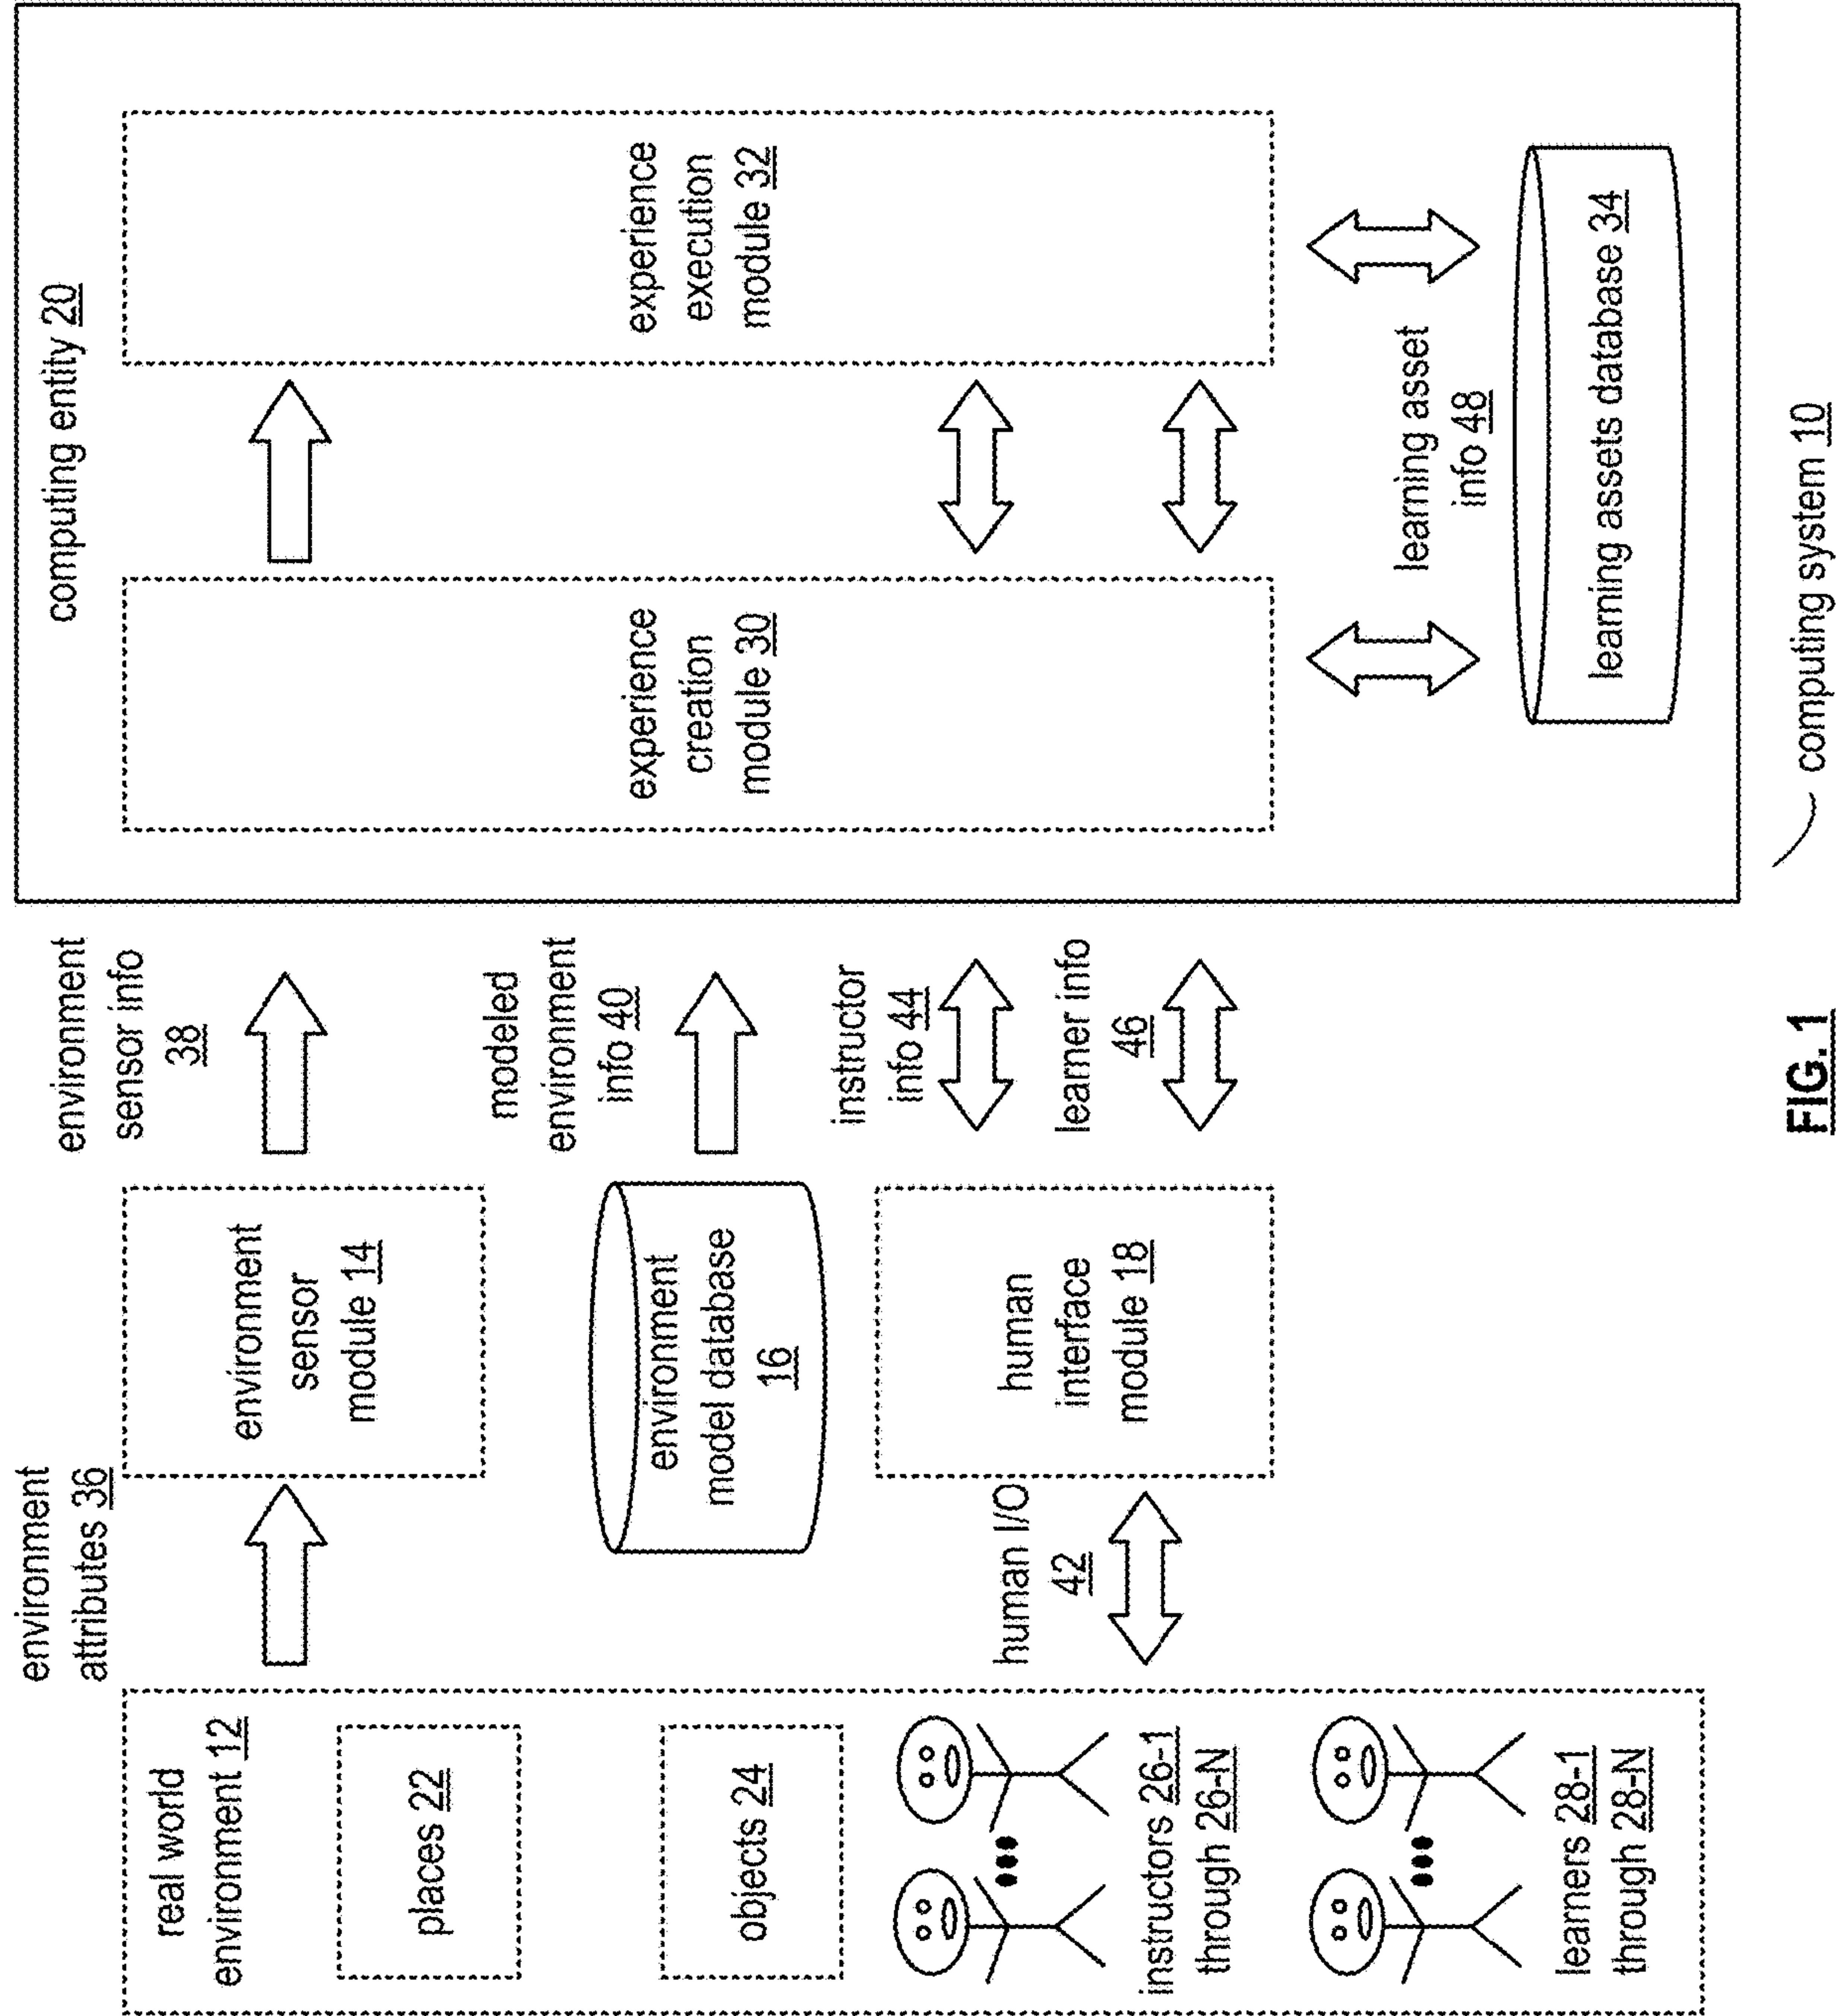 real world
environment 12
places 22
objects 24
instructors 26-1
through 26-N
learners 28-1
through 28-N
environment
attributes 36
human I/O
42
environment
sensor
module 14
environment
model database
16
human
interface
module 18
environment
sensor info
38
modeled
environment
info 40
instructor
info 44
learner info
46
computing entity 20
experience
creation
module 30
experience
execution
module 32
learning asset
info 48
learning assets database 34
computing system 10
FIG. 1